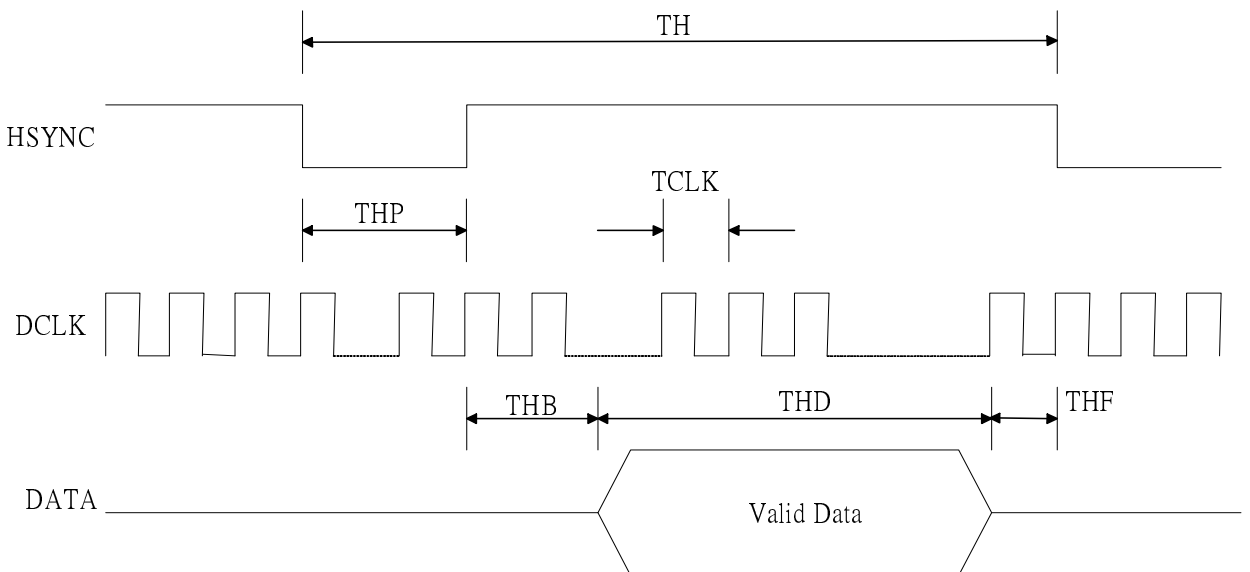 TH
HSYNC
TCLK
THP
DCLK
THB
THD
THF
DATA
Valid Data